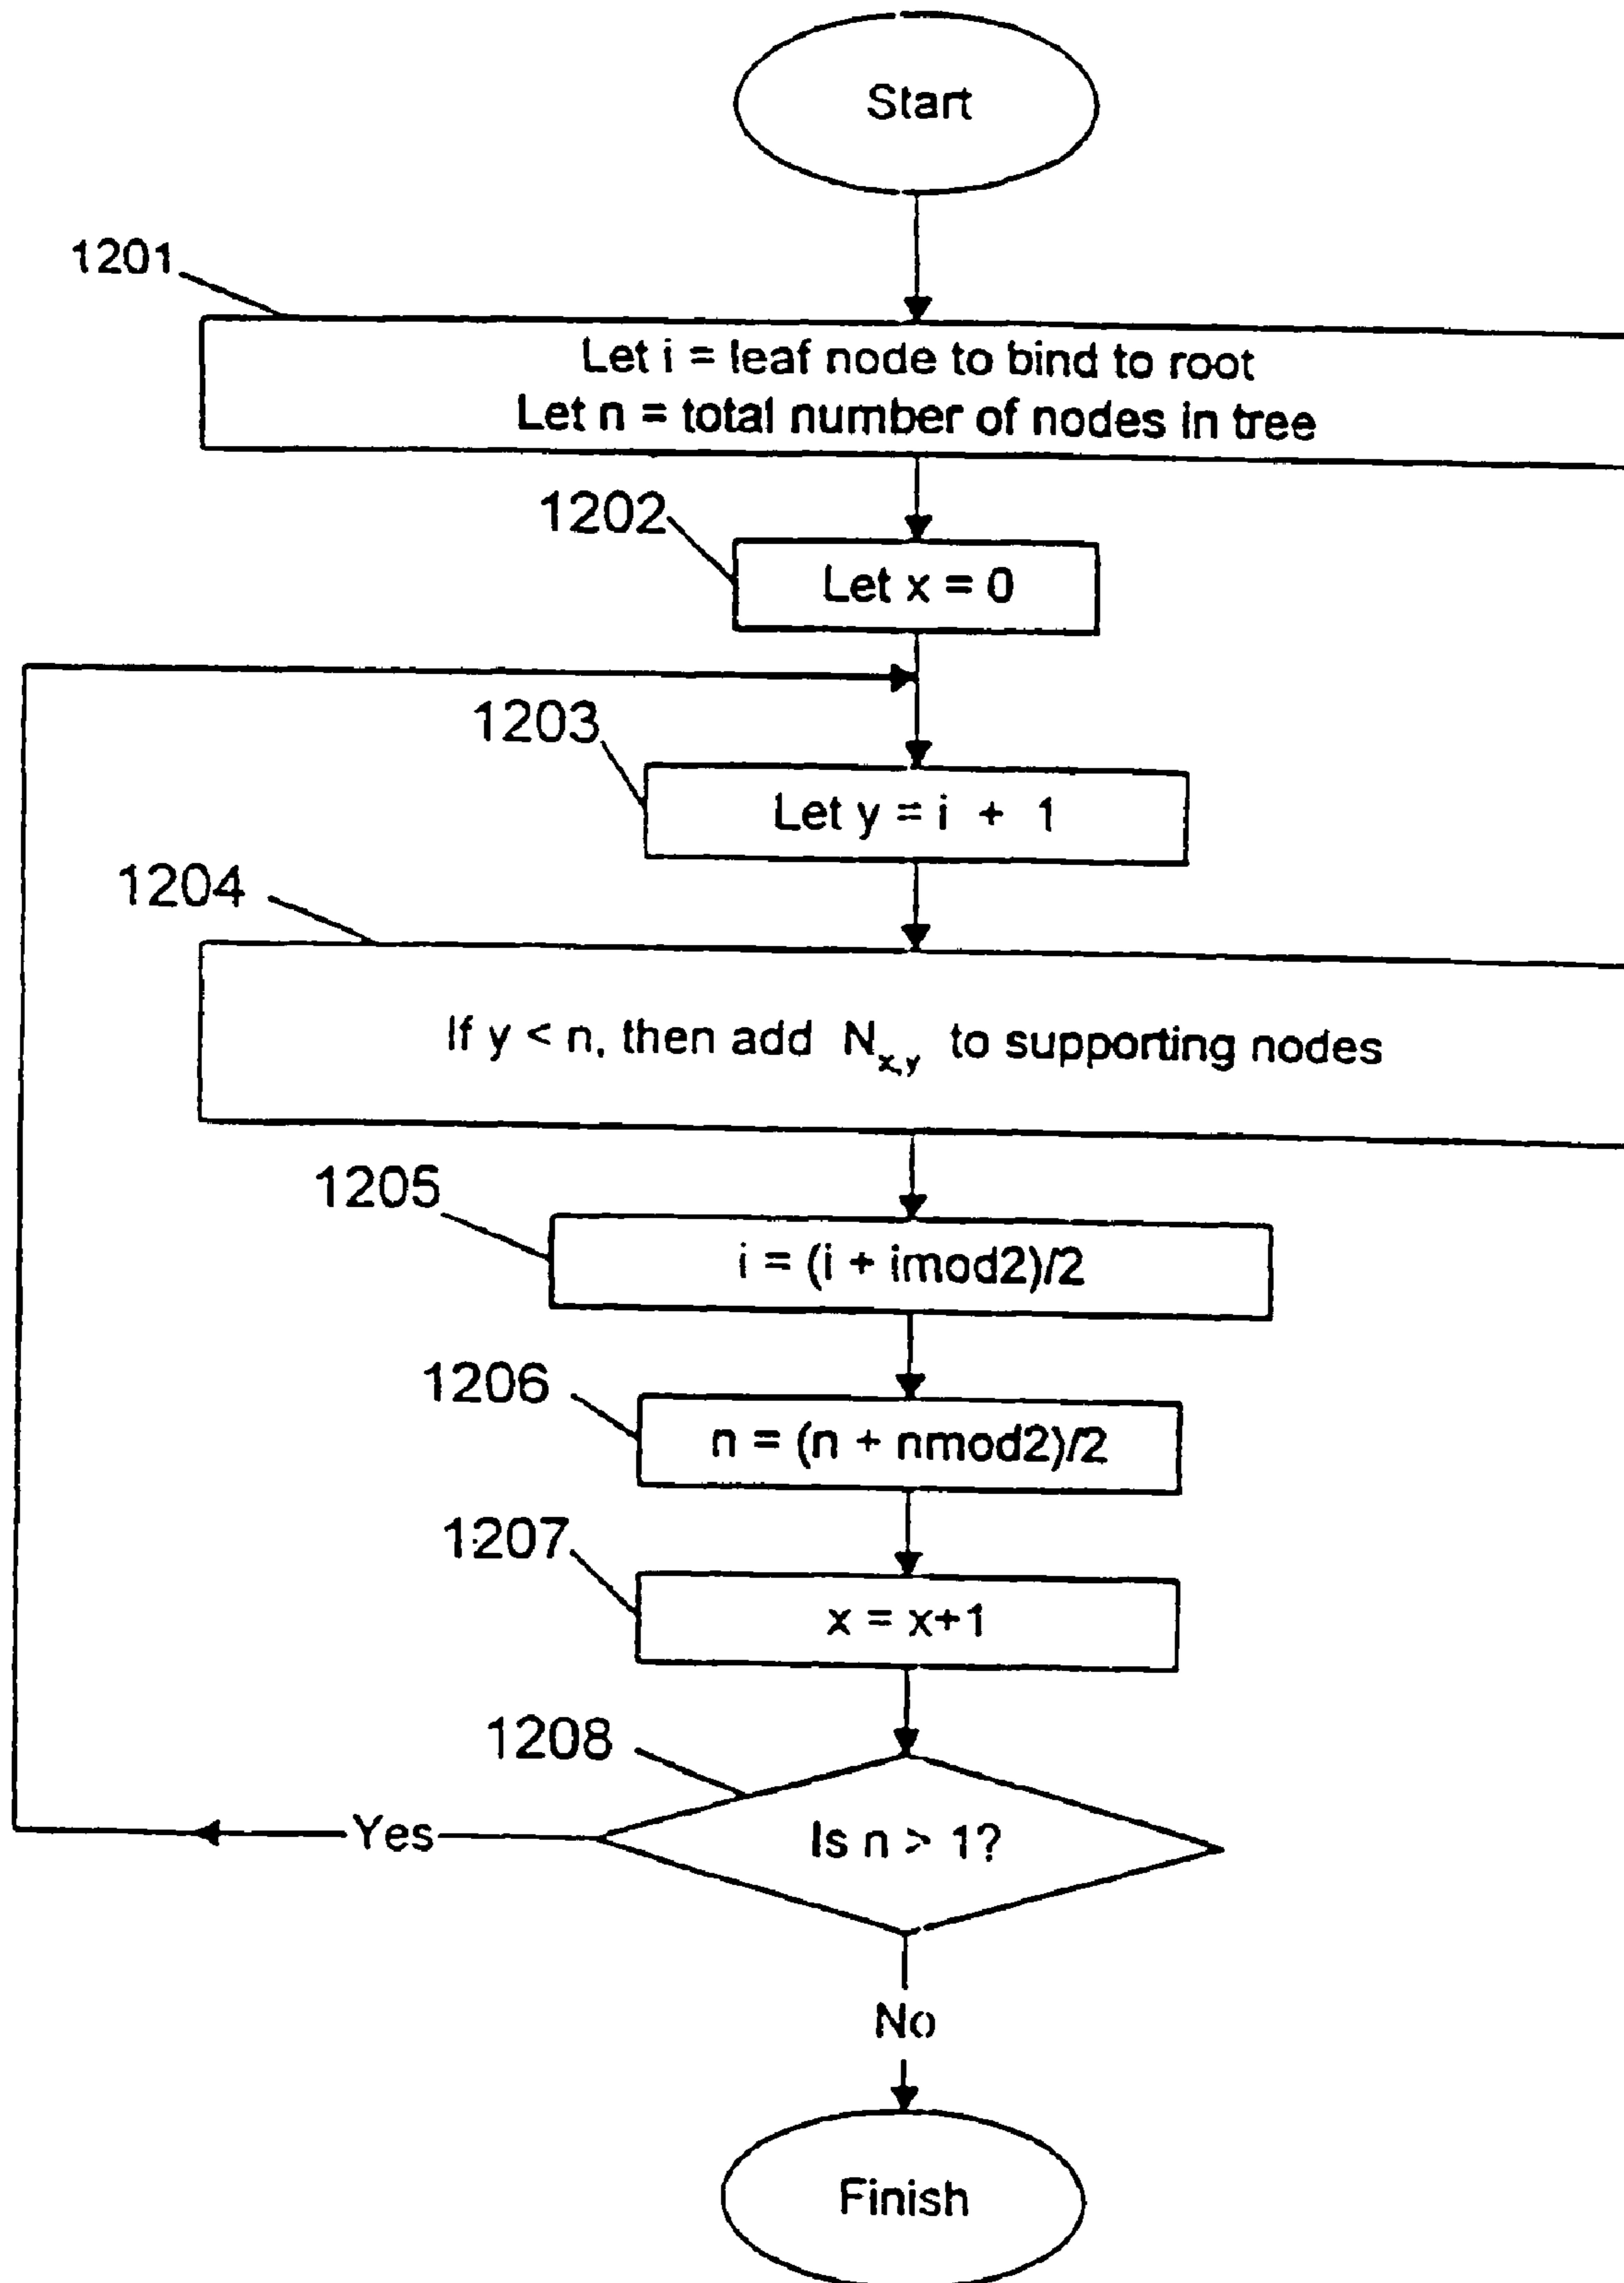 Start
1201
Let i = leaf node to bind to root
Let n = total number of nodes in tree
1202
Let x = 0
1203
Let y = i + 1
1204
If y < n, then add N x,y to supporting nodes
1205
i = (i + imod2)/2
1206
n = (n + nmod2)/2
1207
x = x+1
1208
Is n > 1?
Yes
No
Finish